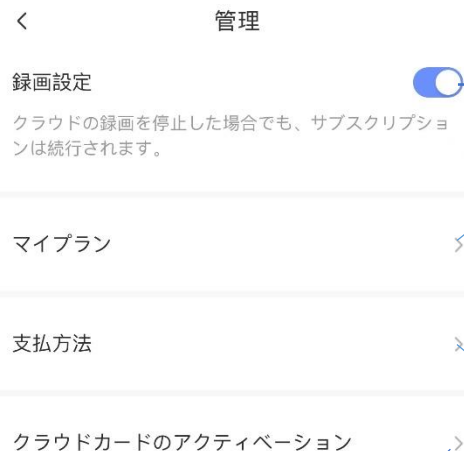 管理
録画設定
クラウドの録画を停止した場合でも、サブスクリプショ
ンは続行されます。
マイプラン
支払方法
クラウドカードのアクティベーション